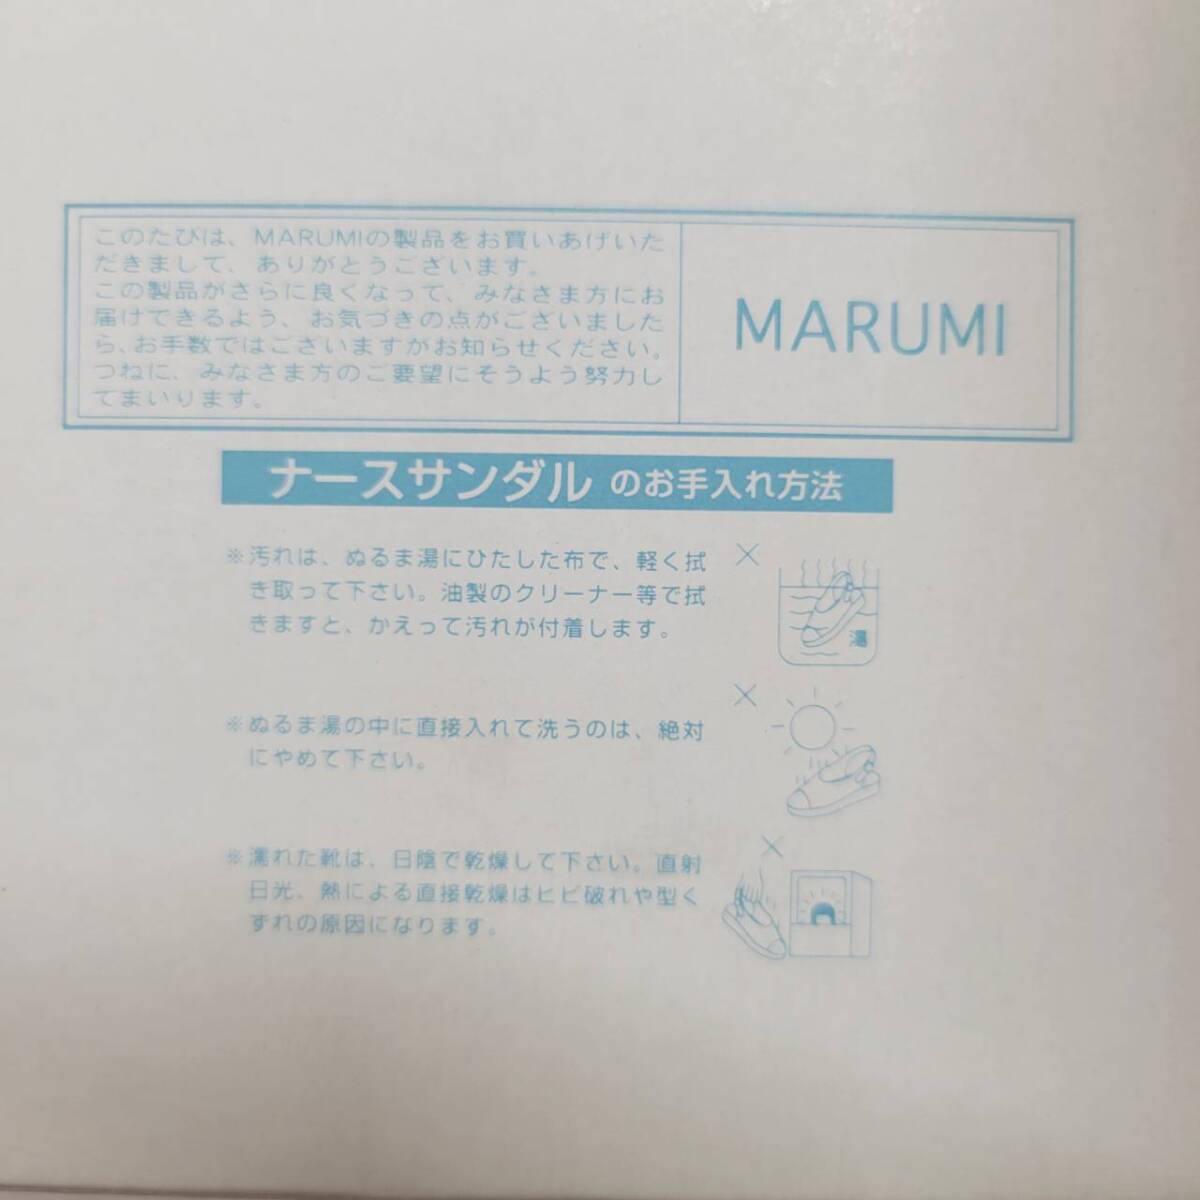 このたびは、MARUMIの製品をお買いあげいた
だきまして、ありがとうございます。
この製品がさらに良くなって、みなさま方にお
届けできるよう、お気づきの点がございました
ら、お手数ではございますがお知らせください。
つねに、みなさま方のご要望にそうよう努力し
てまいります。
MARUMI
ナースサンダルのお手入れ方法
※汚れは、ぬるま湯にひたした布で、軽く拭
き取って下さい。油製のクリーナー等で拭
きますと、かえって汚れが付着します。
湯
※ぬるま湯の中に直接入れて洗うのは、絶対
にやめて下さい。
※濡れた靴は、日陰で乾燥して下さい。直射
日光、熱による直接乾燥はヒビ破れや型く
ずれの原因になります。